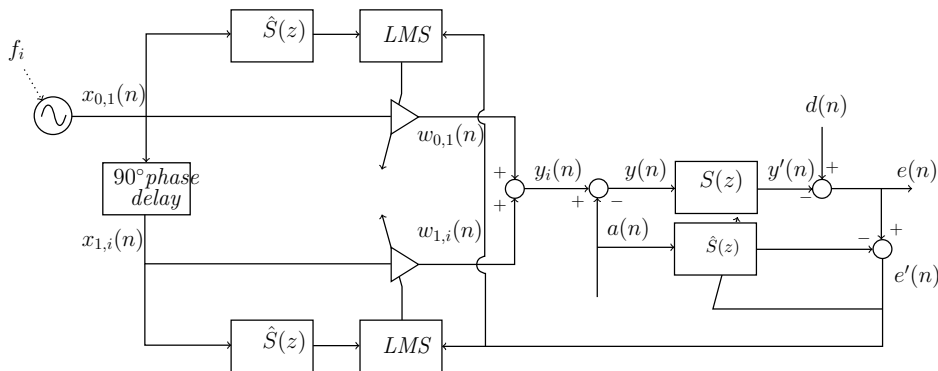 Ŝ(z)
LMS
f_i
x_{0,1}(n)
w_{0,1}(n)
d(n)
+
90° phase
delay
+
+
y_i(n)
+
−
y(n)
S(z)
y′(n)
−
e(n)
x_{1,i}(n)
w_{1,i}(n)
a(n)
Ŝ(z)
−
+
e′(n)
Ŝ(z)
LMS